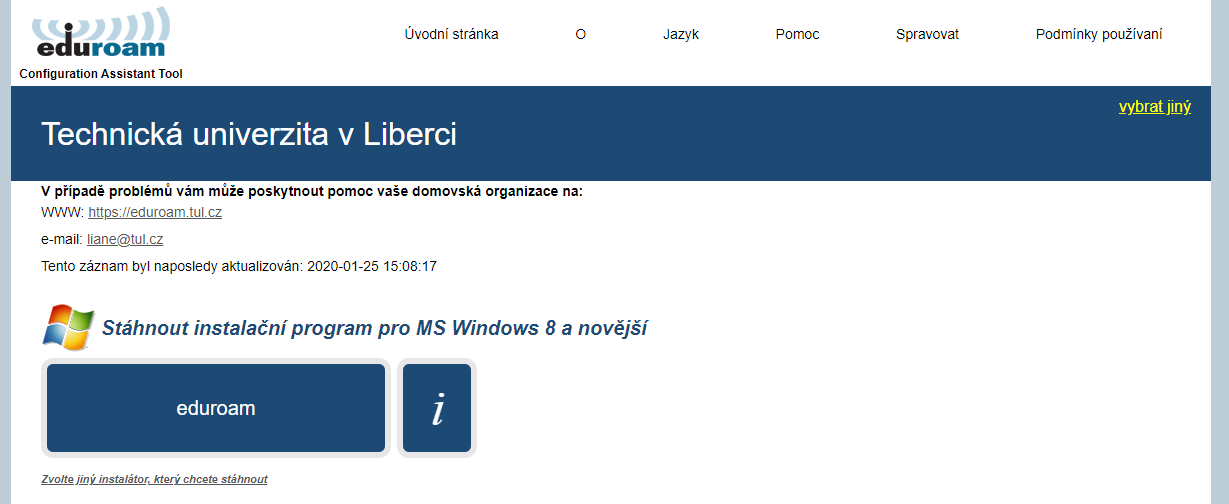 eduroam
Configuration Assistant Tool
Úvodní stránka O Jazyk Pomoc Spravovat Podmínky používaní
vybrat jiný
Technická univerzita v Liberci
V případě problémů vám může poskytnout pomoc vaše domovská organizace na:
WWW: https://eduroam.tul.cz
e-mail: liane@tul.cz
Tento záznam byl naposledy aktualizován: 2020-01-25 15:08:17
Stáhnout instalační program pro MS Windows 8 a novější
eduroam i
Zvolte jiný instalátor, který chcete stáhnout